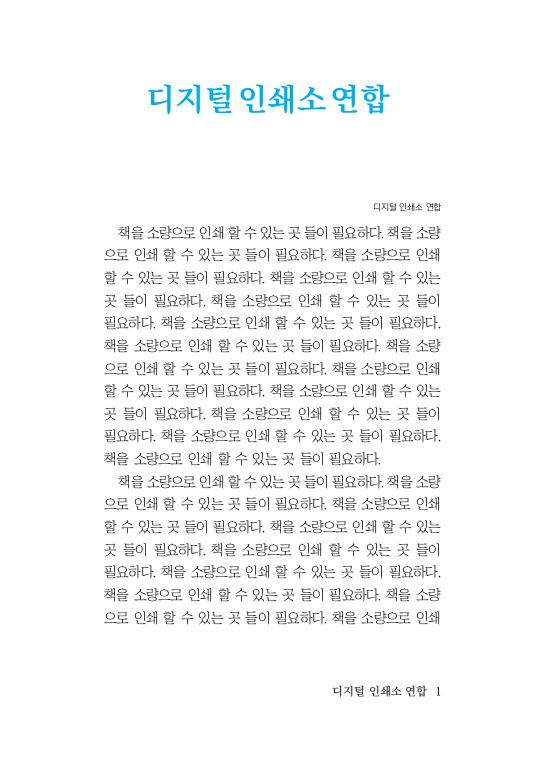 디지털 인쇄소 연합
디지털 인쇄소 연합
책을 소량으로 인쇄 할 수 있는 곳 들이 필요하다. 책을 소량
으로 인쇄 할 수 있는 곳 들이 필요하다. 책을 소량으로 인쇄
할 수 있는 곳 들이 필요하다. 책을 소량으로 인쇄 할 수 있는
곳 들이 필요하다. 책을 소량으로 인쇄 할 수 있는 곳 들이
필요하다. 책을 소량으로 인쇄 할 수 있는 곳 들이 필요하다.
책을 소량으로 인쇄 할 수 있는 곳 들이 필요하다. 책을 소량
으로 인쇄 할 수 있는 곳 들이 필요하다. 책을 소량으로 인쇄
할 수 있는 곳 들이 필요하다. 책을 소량으로 인쇄 할 수 있는
곳 들이 필요하다. 책을 소량으로 인쇄 할 수 있는 곳 들이
필요하다. 책을 소량으로 인쇄 할 수 있는 곳 들이 필요하다.
책을 소량으로 인쇄 할 수 있는 곳 들이 필요하다.
책을 소량으로 인쇄 할 수 있는 곳 들이 필요하다. 책을 소량
으로 인쇄 할 수 있는 곳 들이 필요하다. 책을 소량으로 인쇄
할 수 있는 곳 들이 필요하다. 책을 소량으로 인쇄 할 수 있는
곳 들이 필요하다. 책을 소량으로 인쇄 할 수 있는 곳 들이
필요하다. 책을 소량으로 인쇄 할 수 있는 곳 들이 필요하다.
책을 소량으로 인쇄 할 수 있는 곳 들이 필요하다. 책을 소량
으로 인쇄 할 수 있는 곳 들이 필요하다. 책을 소량으로 인쇄
디지털 인쇄소 연합 1